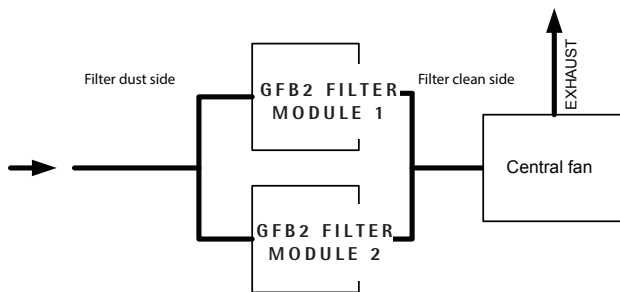 Filter dust side
GFB2 FILTER
MODULE 1
Filter clean side
EXHAUST
Central fan
GFB2 FILTER
MODULE 2